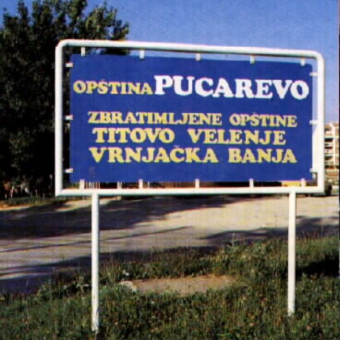 OPŠTINA PUCAREVO
ZBRATIMLJENE OPŠTINE
TITOVO VELENJE
VRNJAČKA BANJA